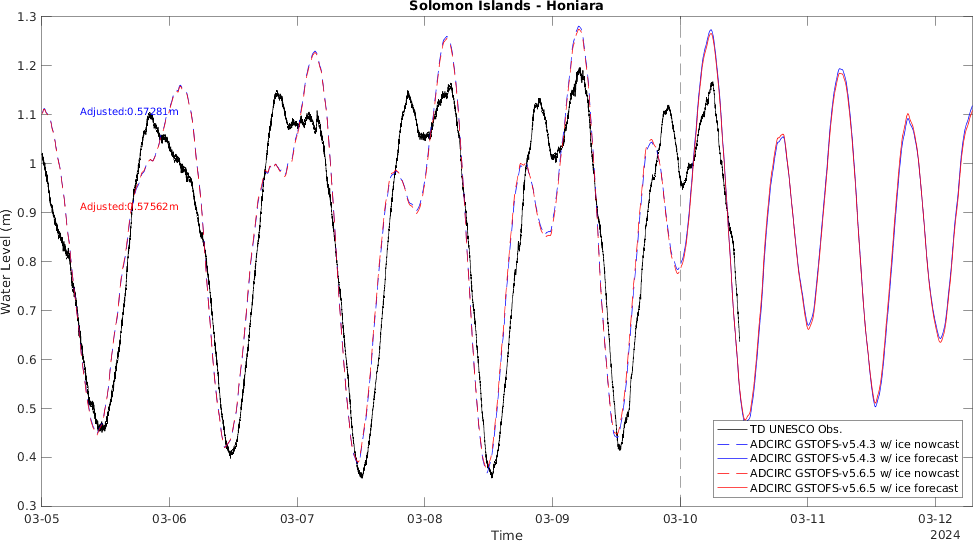 Solomon Islands - Honiara
1.3
1.2
1.1
1
0.9
0.8
0.7
0.6
0.5
0.4
0.3
Water Level (m)
Adjusted:0.57281m
Adjusted:0.57562m
TD UNESCO Obs.
ADCIRC GSTOFS-v5.4.3 w/ ice nowcast
ADCIRC GSTOFS-v5.4.3 w/ ice forecast
ADCIRC GSTOFS-v5.6.5 w/ ice nowcast
ADCIRC GSTOFS-v5.6.5 w/ ice forecast
03-05 03-06 03-07 03-08 03-09 03-10 03-11 03-12
Time
2024